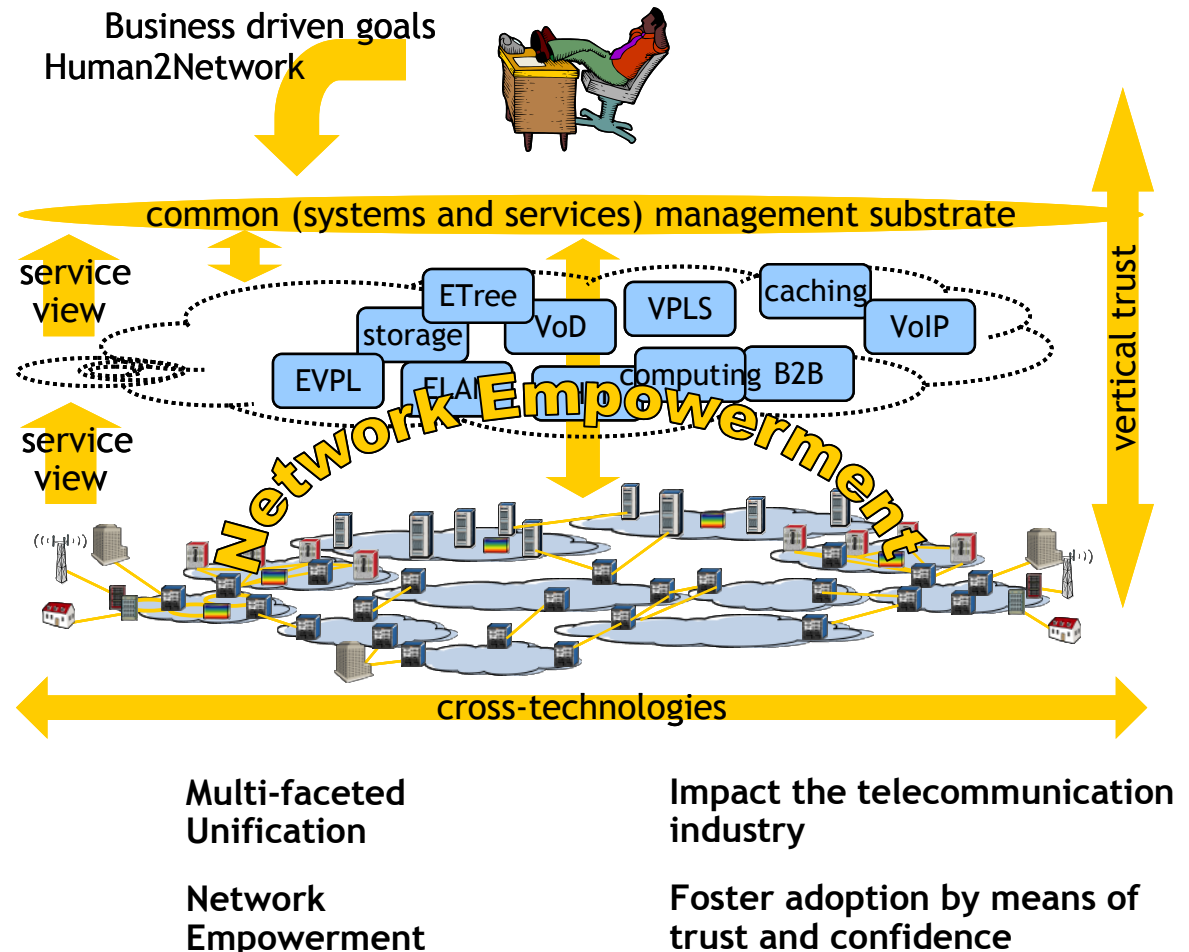 Business driven goals
Human2Network
common (systems and services) management substrate
service
view
ETree
storage
VoD
VPLS
caching
VoIP
EVPL
computing
B2B
Network Empowerment
service
view
vertical trust
cross-technologies
Multi-faceted
Unification
Impact the telecommunication
industry
Network
Empowerment
Foster adoption by means of
trust and confidence